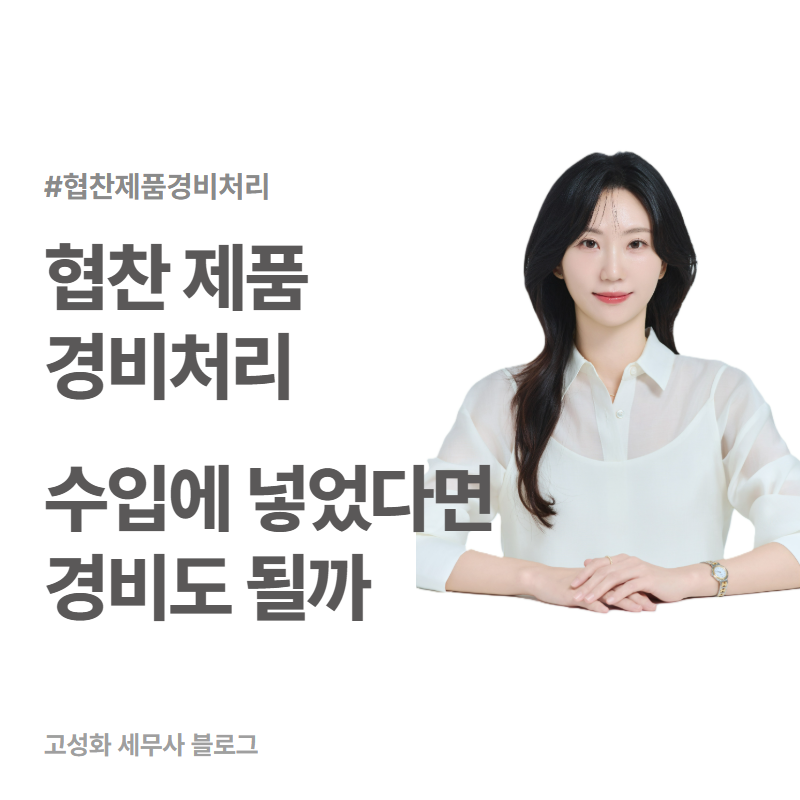 #협찬제품경비처리
협찬 제품
경비처리
수입에 넣었다면
경비도 될까
고성화 세무사 블로그